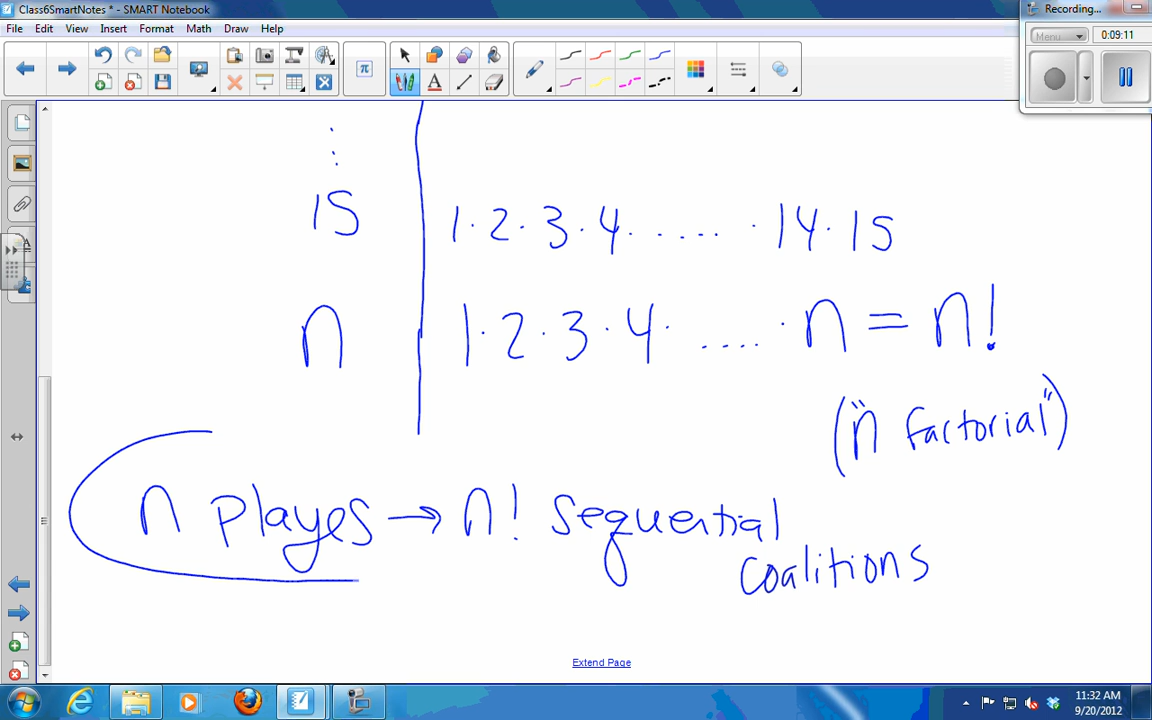 Class6SmartNotes * - SMART Notebook
Recording...
File Edit View Insert Format Math Draw Help
Menu
0:09:11
π
A
15 1·2·3·4· ..... ·14·15
n 1·2·3·4· .... ·n = n!
("n factorial")
n playes → n! sequential
coalitions
Extend Page
11:32 AM
9/20/2012